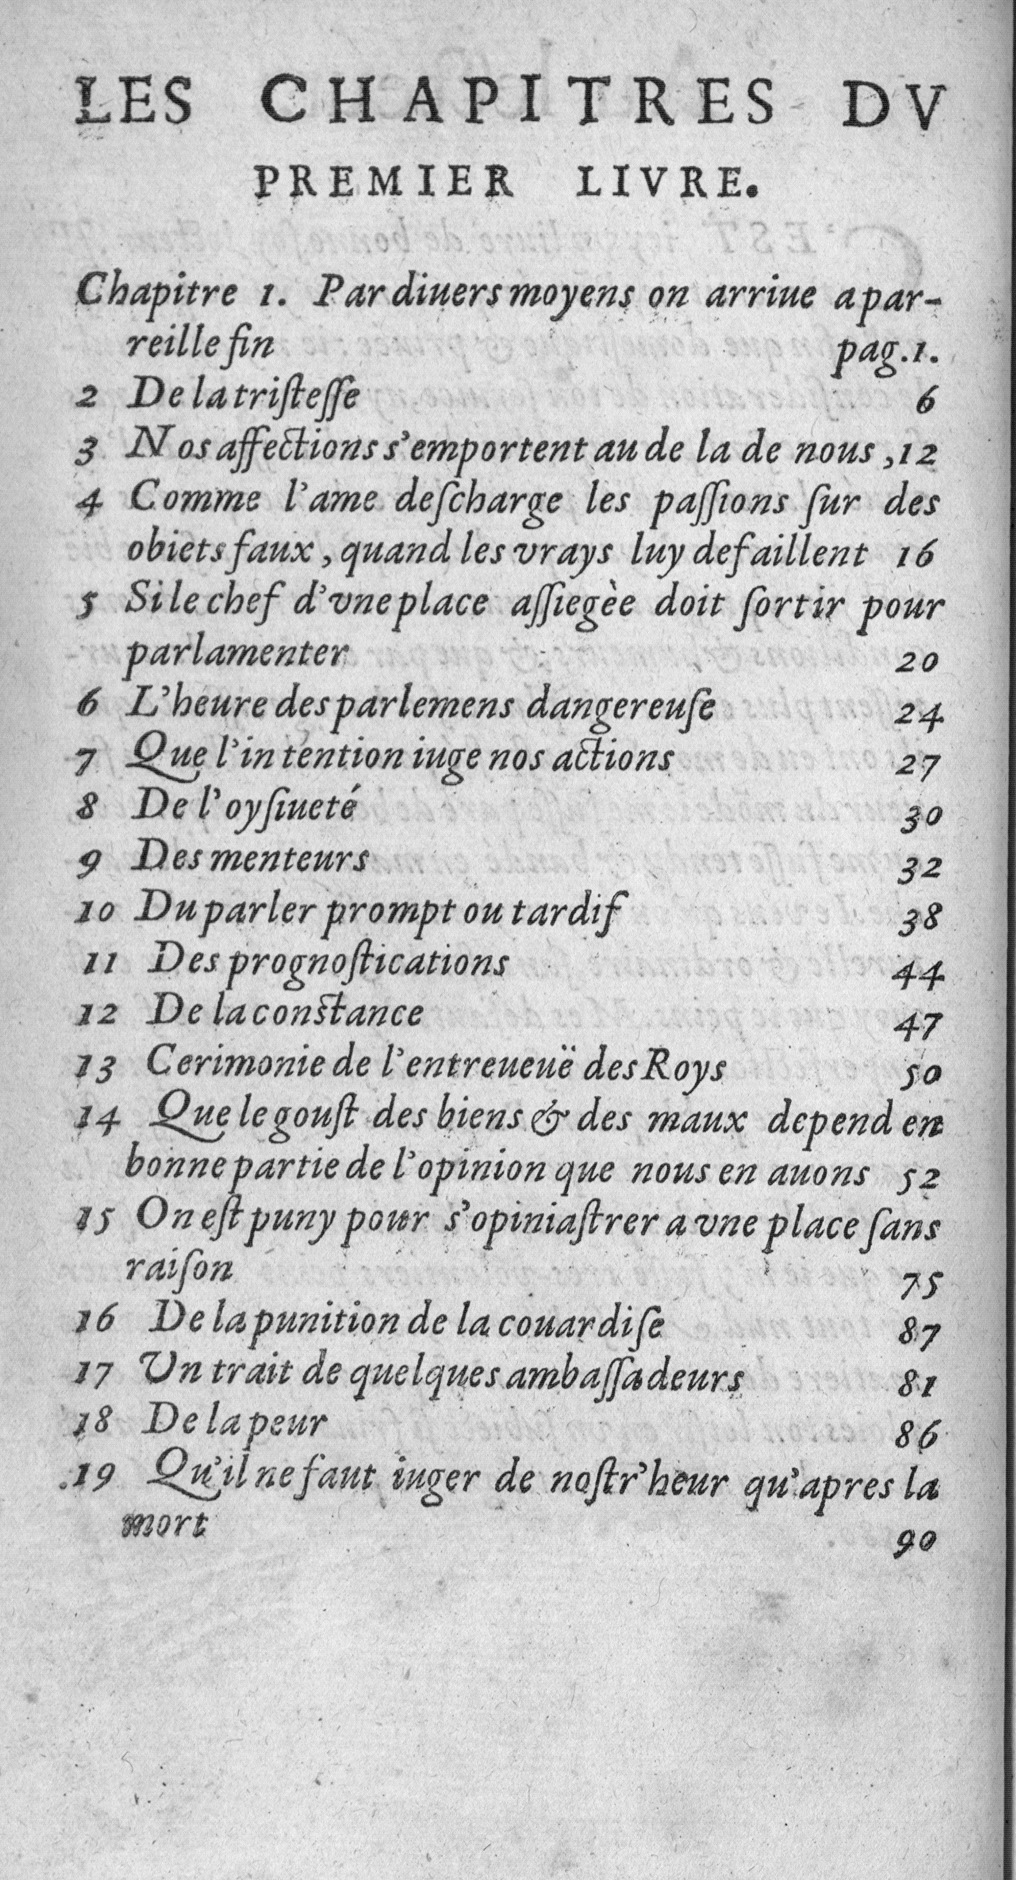 LES CHAPITRES DV
PREMIER LIVRE.
Chapitre 1. Par diuers moyens on arriue a par-
reille fin pag.1.
2 De la tristesse 6
3 Nos affections s'emportent au de la de nous ,12
4 Comme l'ame descharge les passions sur des
obiets faux, quand les vrays luy defaillent 16
5 Si le chef d'vne place assiegèe doit sortir pour
parlamenter 20
6 L'heure des parlemens dangereuse 24
7 Que l'intention iuge nos actions 27
8 De l'oysiueté 30
9 Des menteurs 32
10 Du parler prompt ou tardif 38
11 Des prognostications 44
12 De la constance 47
13 Cerimonie de l'entreueuë des Roys 50
14 Que le goust des biens & des maux depend en
bonne partie de l'opinion que nous en auons 52
15 On est puny pour s'opiniastrer a vne place sans
raison 75
16 De la punition de la couardise 87
17 Un trait de quelques ambassadeurs 81
18 De la peur 86
19 Qu'il ne faut iuger de nostr'heur qu'apres la
mort 90